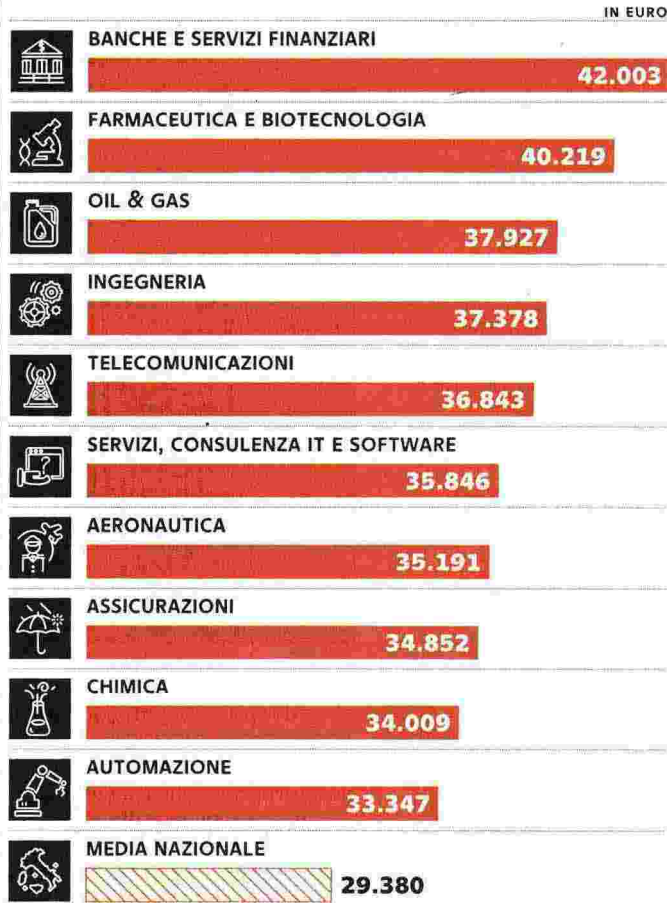 IN EURO
BANCHE E SERVIZI FINANZIARI
42.003
FARMACEUTICA E BIOTECNOLOGIA
40.219
OIL & GAS
37.927
INGEGNERIA
37.378
TELECOMUNICAZIONI
36.843
SERVIZI, CONSULENZA IT E SOFTWARE
?
35.846
AERONAUTICA
35.191
ASSICURAZIONI
34.852
CHIMICA
34.009
AUTOMAZIONE
33.347
MEDIA NAZIONALE
29.380